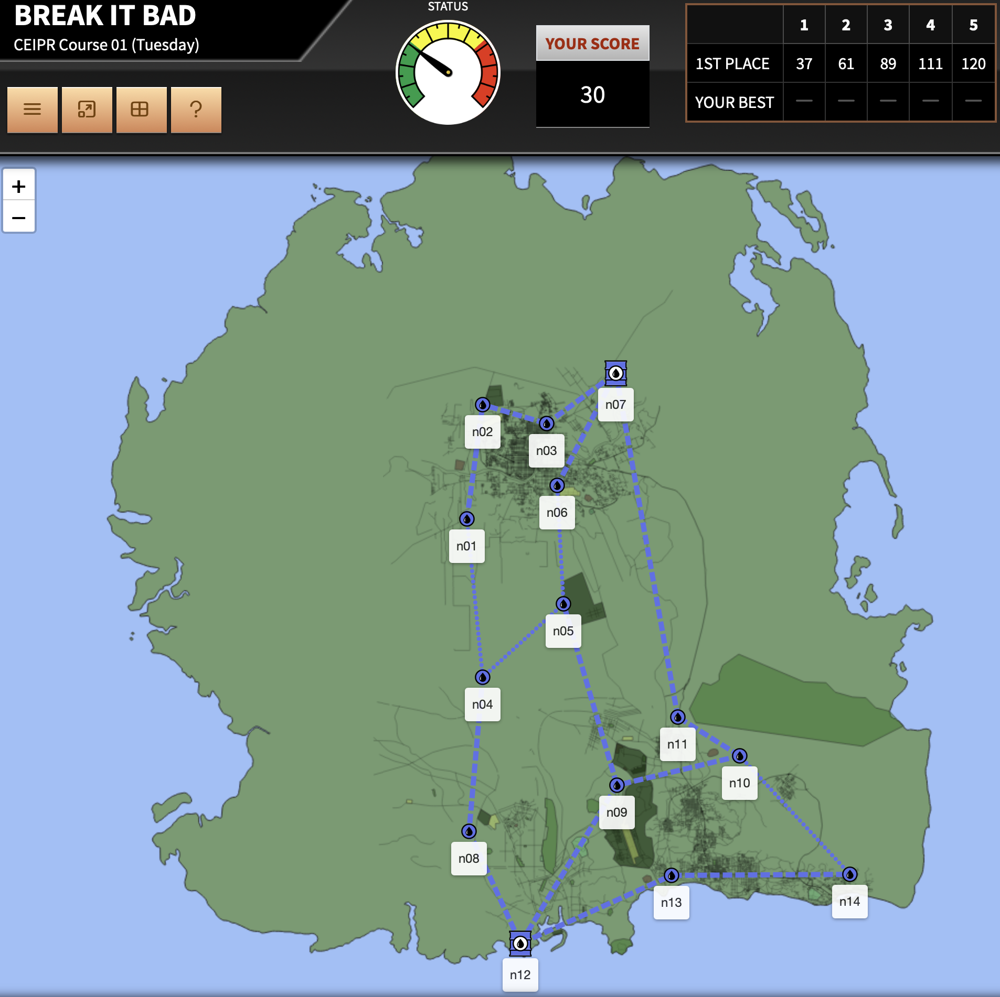 BREAK IT BAD
CEIPR Course 01 (Tuesday)
STATUS
YOUR SCORE
30
1 2 3 4 5
1ST PLACE 37 61 89 111 120
YOUR BEST — — — — —
?
+
−
n07
n02
n03
n06
n01
n05
n04
n11
n10
n09
n08
n13
n14
n12